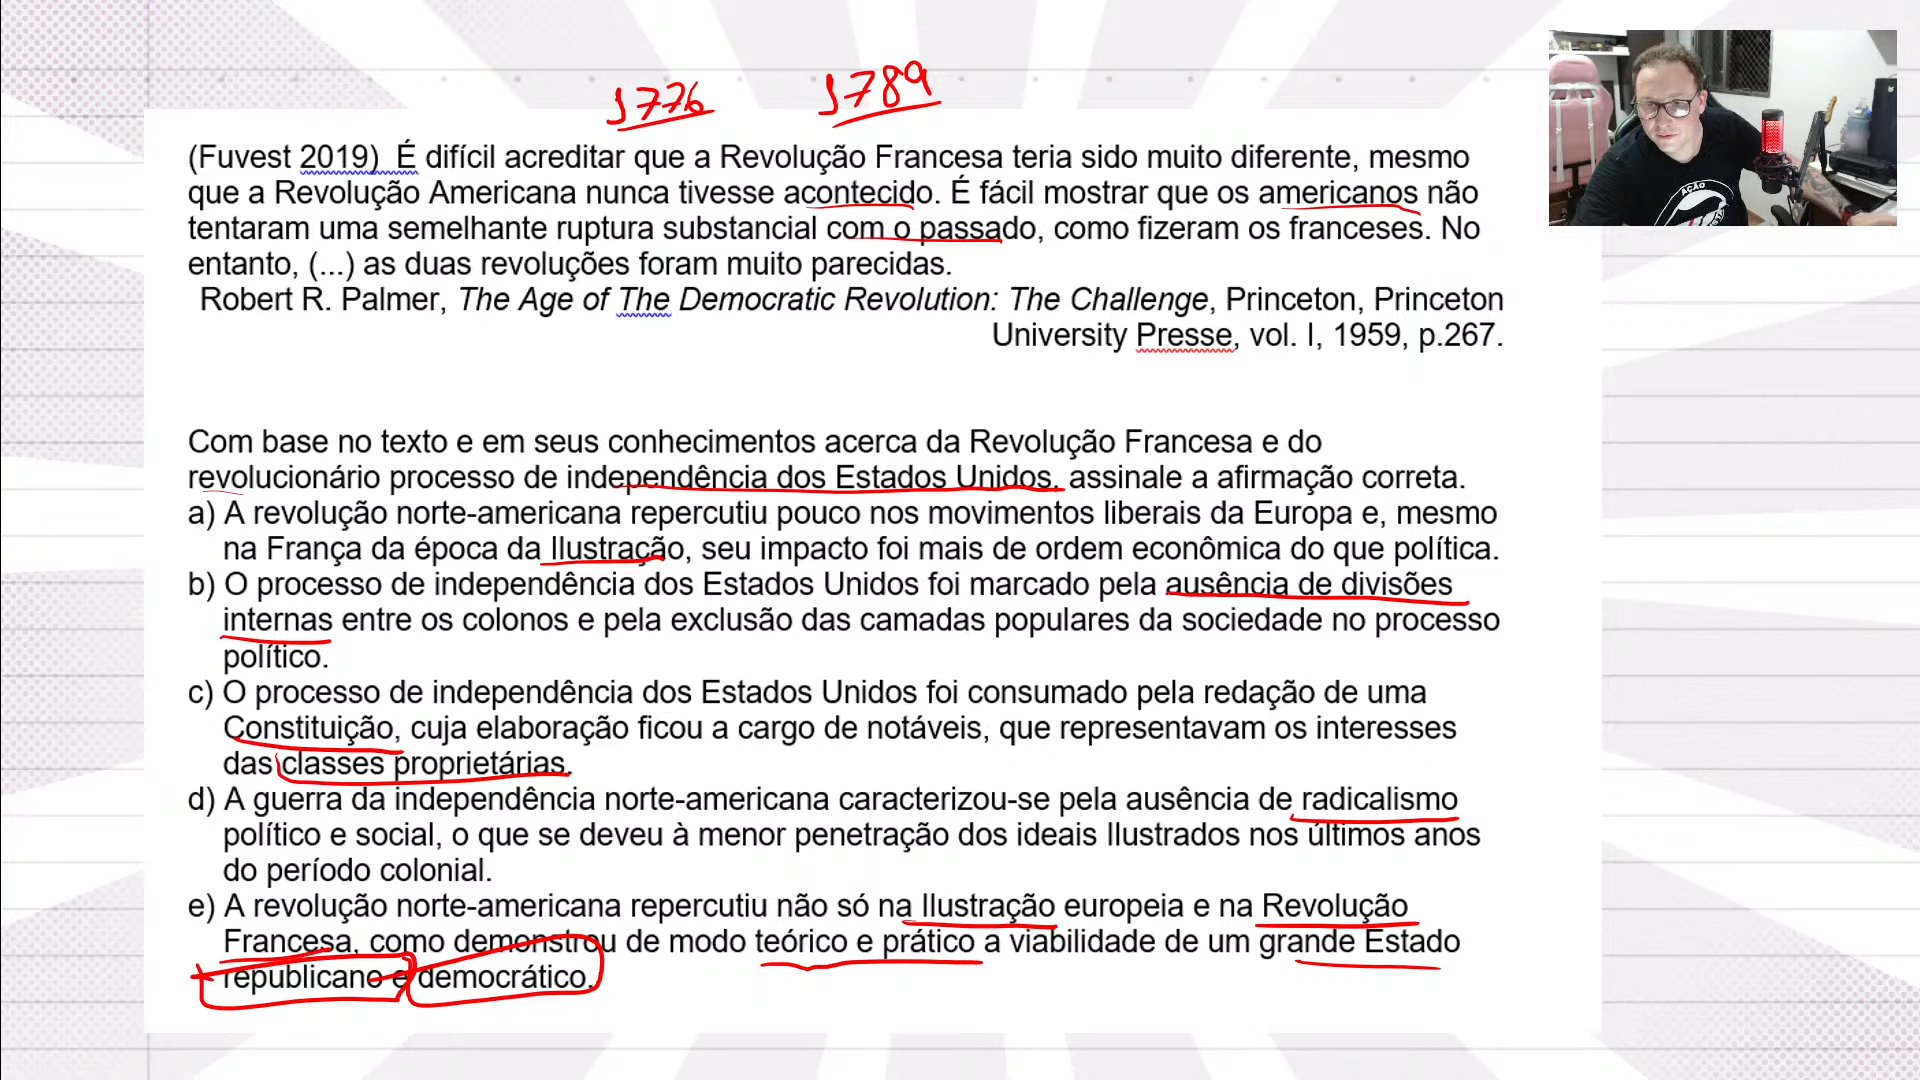 1776 1789
(Fuvest 2019) É difícil acreditar que a Revolução Francesa teria sido muito diferente, mesmo
que a Revolução Americana nunca tivesse acontecido. É fácil mostrar que os americanos não
tentaram uma semelhante ruptura substancial com o passado, como fizeram os franceses. No
entanto, (...) as duas revoluções foram muito parecidas.
Robert R. Palmer, The Age of The Democratic Revolution: The Challenge, Princeton, Princeton
University Presse, vol. I, 1959, p.267.
Com base no texto e em seus conhecimentos acerca da Revolução Francesa e do
revolucionário processo de independência dos Estados Unidos, assinale a afirmação correta.
a) A revolução norte-americana repercutiu pouco nos movimentos liberais da Europa e, mesmo
na França da época da Ilustração, seu impacto foi mais de ordem econômica do que política.
b) O processo de independência dos Estados Unidos foi marcado pela ausência de divisões
internas entre os colonos e pela exclusão das camadas populares da sociedade no processo
político.
c) O processo de independência dos Estados Unidos foi consumado pela redação de uma
Constituição, cuja elaboração ficou a cargo de notáveis, que representavam os interesses
das classes proprietárias.
d) A guerra da independência norte-americana caracterizou-se pela ausência de radicalismo
político e social, o que se deveu à menor penetração dos ideais Ilustrados nos últimos anos
do período colonial.
e) A revolução norte-americana repercutiu não só na Ilustração europeia e na Revolução
Francesa, como demonstrou de modo teórico e prático a viabilidade de um grande Estado
republicano e democrático.
AÇÃO